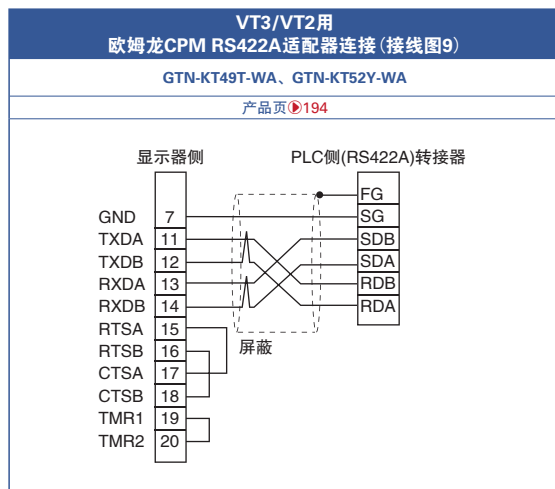 VT3/VT2用
欧姆龙CPM RS422A适配器连接（接线图9）
GTN-KT49T-WA、GTN-KT52Y-WA
产品页▶194
显示器侧
PLC侧(RS422A)转接器
FG
GND 7 SG
TXDA 11 SDB
TXDB 12 SDA
RXDA 13 RDB
RXDB 14 RDA
RTSA 15
屏蔽
RTSB 16
CTSA 17
CTSB 18
TMR1 19
TMR2 20